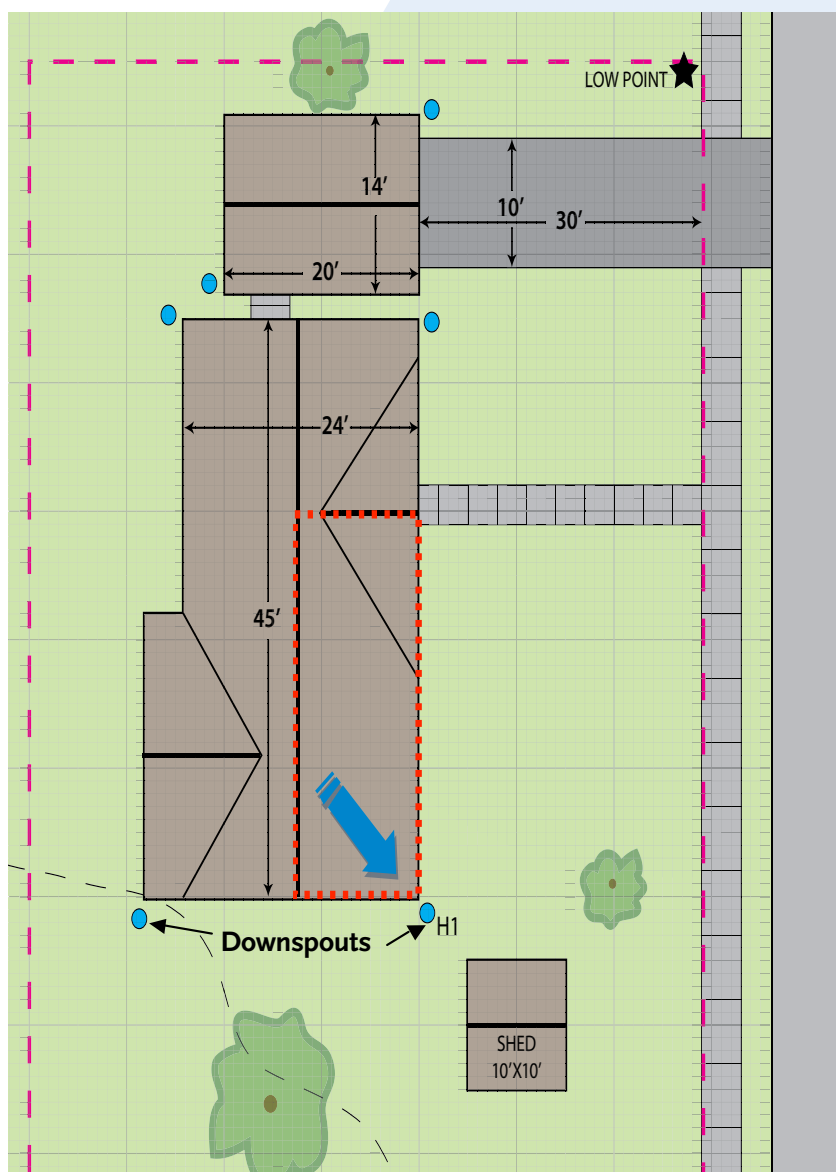 LOW POINT
14’
10’
30’
20’
24’
45’
H1
Downspouts
SHED
10’X10’